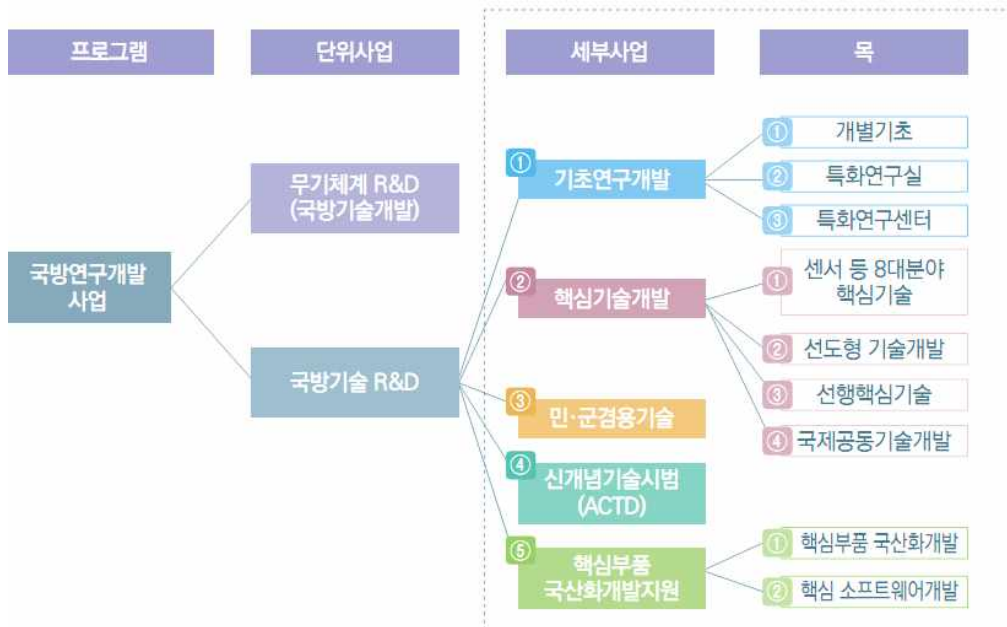 프로그램
단위사업
세부사업
목
국방연구개발
사업
무기체계 R&D
(국방기술개발)
국방기술 R&D
①
기초연구개발
① 개별기초
② 특화연구실
③ 특화연구센터
②
핵심기술개발
① 센서 등 8대분야
핵심기술
② 선도형 기술개발
③ 선행핵심기술
④ 국제공동기술개발
③
민·군겸용기술
④
신개념기술시범
(ACTD)
⑤
핵심부품
국산화개발지원
① 핵심부품 국산화개발
② 핵심 소프트웨어개발